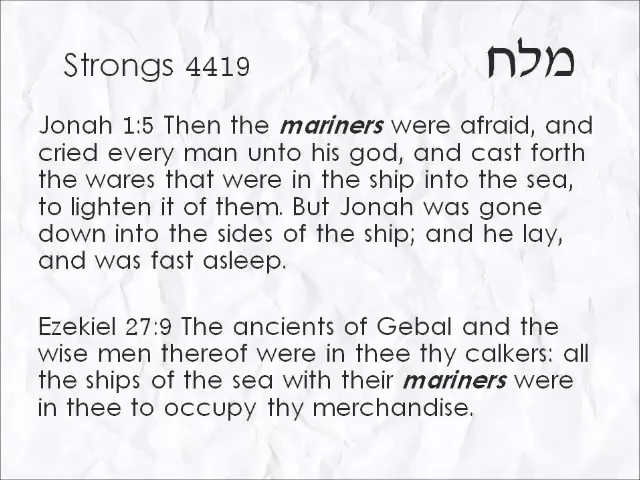 Strongs 4419 מלח
Jonah 1:5 Then the mariners were afraid, and
cried every man unto his god, and cast forth
the wares that were in the ship into the sea,
to lighten it of them. But Jonah was gone
down into the sides of the ship; and he lay,
and was fast asleep.
Ezekiel 27:9 The ancients of Gebal and the
wise men thereof were in thee thy calkers: all
the ships of the sea with their mariners were
in thee to occupy thy merchandise.